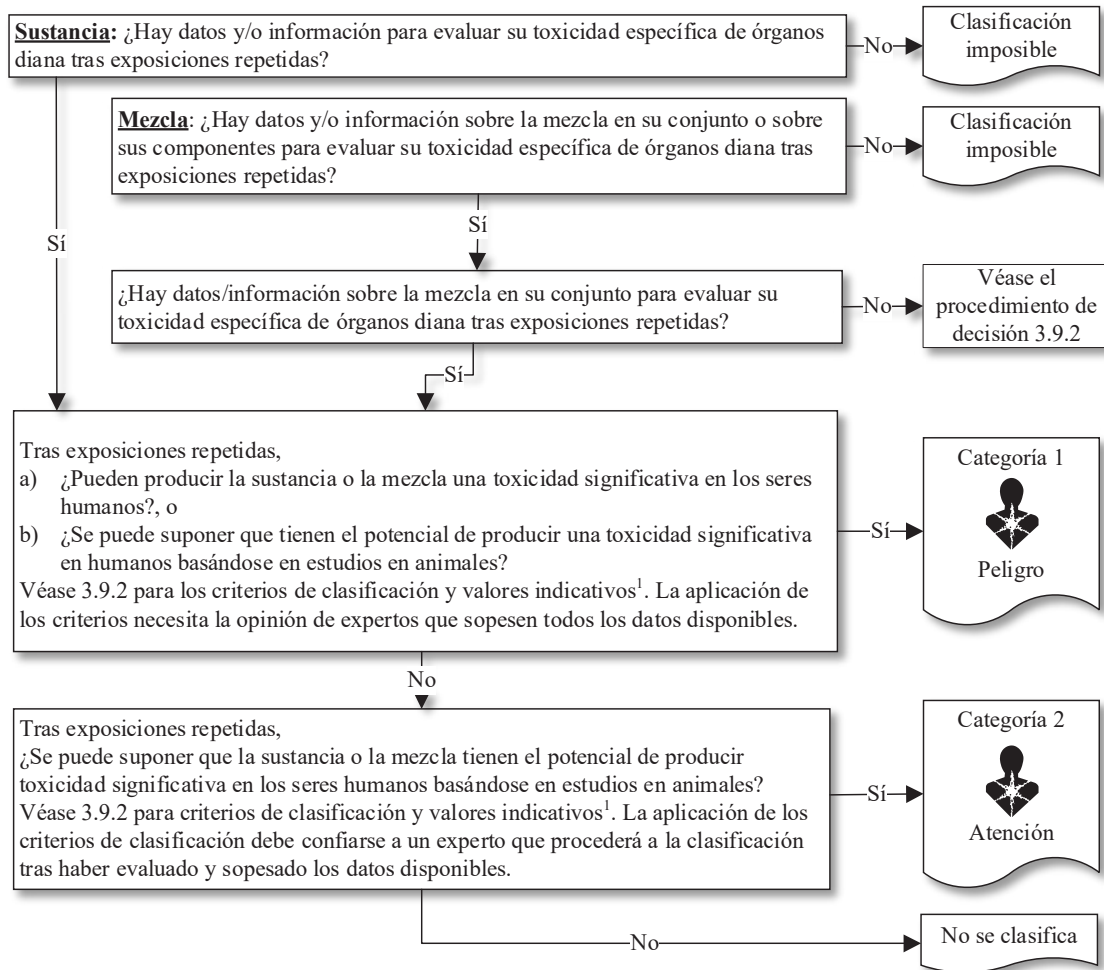 Sustancia: ¿Hay datos y/o información para evaluar su toxicidad específica de órganos
diana tras exposiciones repetidas?
No
Clasificación
imposible
Mezcla: ¿Hay datos y/o información sobre la mezcla en su conjunto o sobre
sus componentes para evaluar su toxicidad específica de órganos diana tras
exposiciones repetidas?
No
Clasificación
imposible
Sí
Sí
¿Hay datos/información sobre la mezcla en su conjunto para evaluar su
toxicidad específica de órganos diana tras exposiciones repetidas?
No
Véase el
procedimiento de
decisión 3.9.2
Sí
Tras exposiciones repetidas,
a) ¿Pueden producir la sustancia o la mezcla una toxicidad significativa en los seres
humanos?, o
b) ¿Se puede suponer que tienen el potencial de producir una toxicidad significativa
en humanos basándose en estudios en animales?
Véase 3.9.2 para los criterios de clasificación y valores indicativos¹. La aplicación de
los criterios necesita la opinión de expertos que sopesen todos los datos disponibles.
Sí
Categoría 1
Peligro
No
Tras exposiciones repetidas,
¿Se puede suponer que la sustancia o la mezcla tienen el potencial de producir
toxicidad significativa en los seres humanos basándose en estudios en animales?
Véase 3.9.2 para criterios de clasificación y valores indicativos¹. La aplicación de los
criterios de clasificación debe confiarse a un experto que procederá a la clasificación
tras haber evaluado y sopesado los datos disponibles.
Sí
Categoría 2
Atención
No
No se clasifica